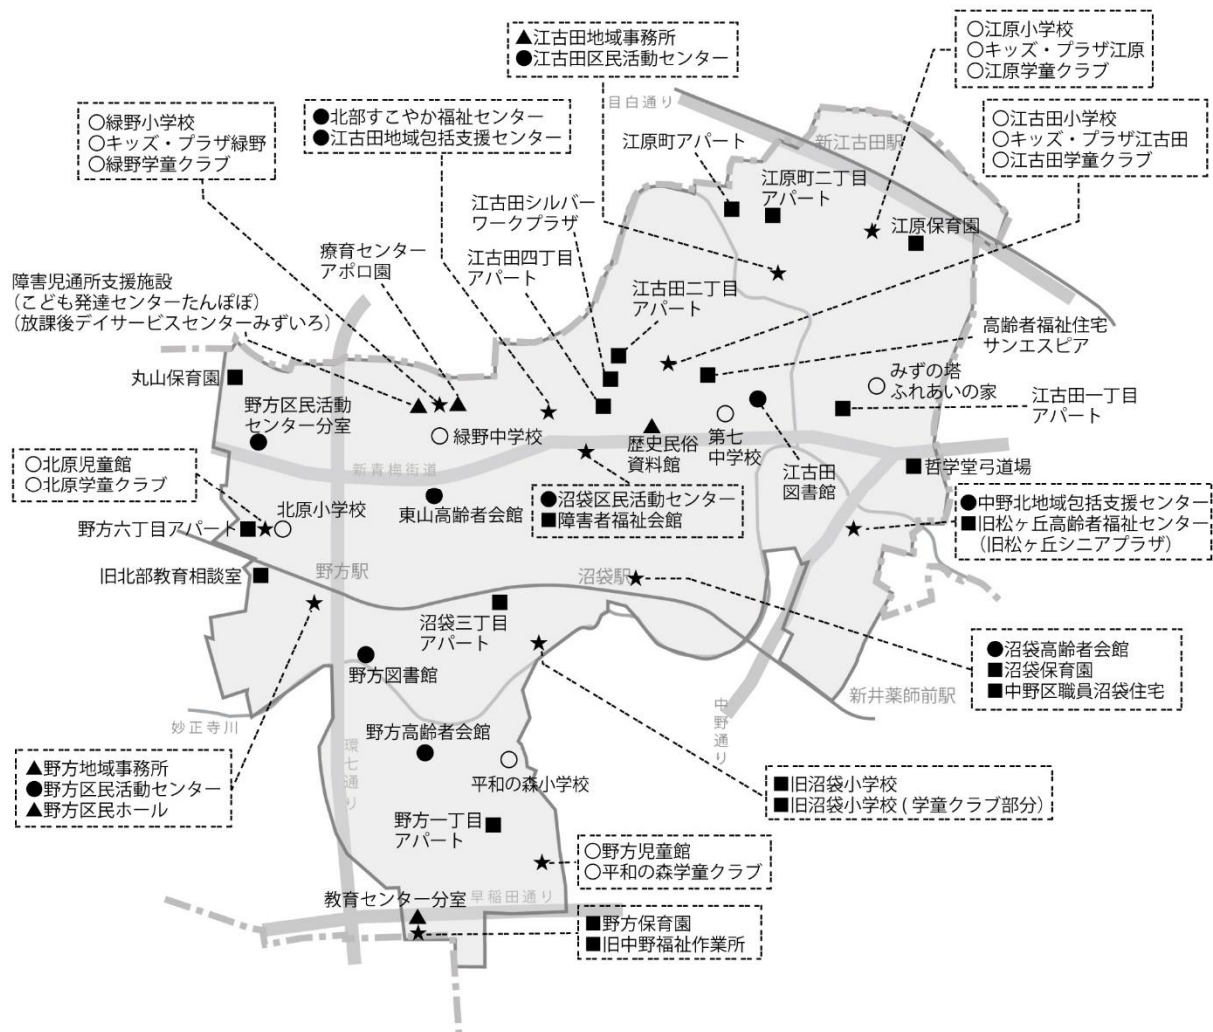 ▲江古田地域事務所
●江古田区民活動センター
○江原小学校
○キッズ・プラザ江原
○江原学童クラブ
目白通り
●北部すこやか福祉センター
●江古田地域包括支援センター
○緑野小学校
○キッズ・プラザ緑野
○緑野学童クラブ
○江古田小学校
○キッズ・プラザ江古田
○江古田学童クラブ
新江古田駅
江原町アパート
江原町二丁目
アパート
江原保育園
江古田シルバー
ワークプラザ
療育センター
アポロ園
江古田四丁目
アパート
江古田二丁目
アパート
障害児通所支援施設
(こども発達センターたんぽぽ)
(放課後デイサービスセンターみずいろ)
高齢者福祉住宅
サンエスピア
丸山保育園
みずの塔
ふれあいの家
江古田一丁目
アパート
野方区民活動
センター分室
緑野中学校
歴史民俗
資料館
第七
中学校
江古田
図書館
新青梅街道
哲学堂弓道場
○北原児童館
○北原学童クラブ
北原小学校
東山高齢者会館
●沼袋区民活動センター
■障害者福祉会館
●中野北地域包括支援センター
■旧松ヶ丘高齢者福祉センター
(旧松ヶ丘シニアプラザ)
野方六丁目アパート
旧北部教育相談室
野方駅
沼袋駅
沼袋三丁目
アパート
●沼袋高齢者会館
■沼袋保育園
■中野区職員沼袋住宅
野方図書館
新井薬師前駅
中野通り
妙正寺川
野方高齢者会館
環七通り
平和の森小学校
▲野方地域事務所
●野方区民活動センター
▲野方区民ホール
■旧沼袋小学校
■旧沼袋小学校(学童クラブ部分)
野方一丁目
アパート
○野方児童館
○平和の森学童クラブ
教育センター分室
早稲田通り
■野方保育園
■旧中野福祉作業所